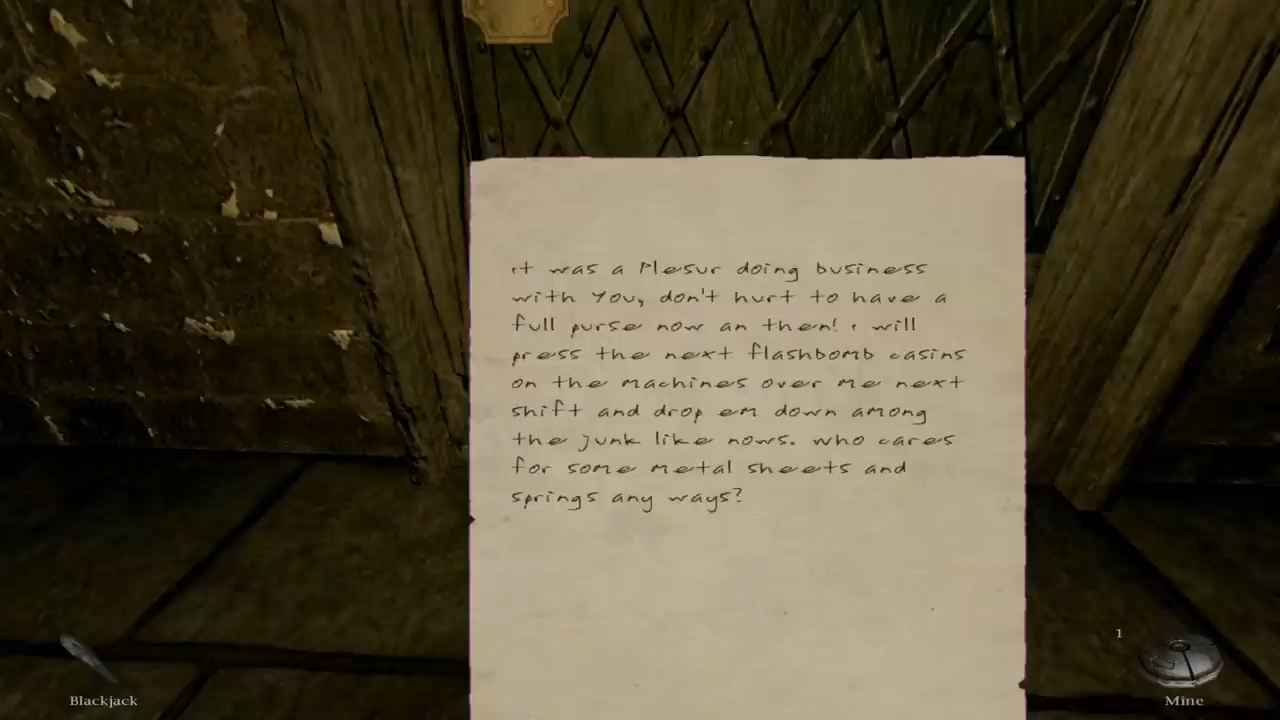 it was a Plesur doing business
with You, don't hurt to have a
full purse now an then! i will
press the next flashbomb casins
on the machines over me next
shift and drop em down among
the junk like nows. who cares
for some metal sheets and
springs any ways?
1
Blackjack
Mine